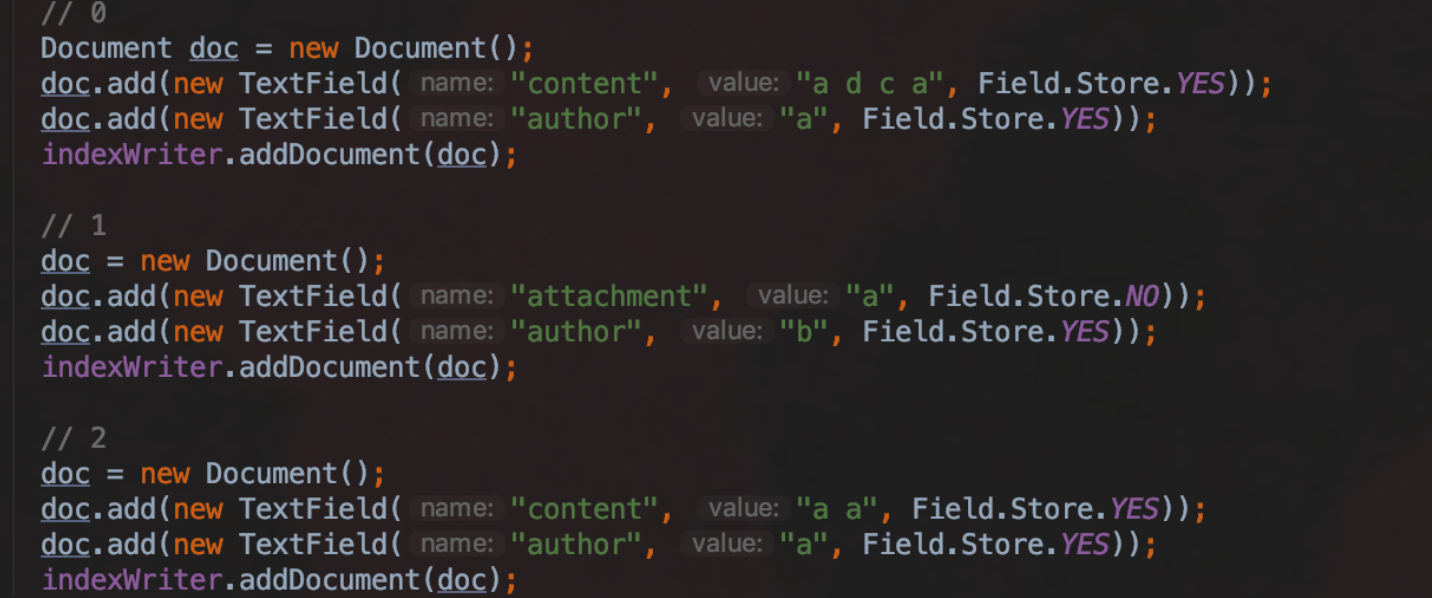 // 0
Document doc = new Document();
doc.add(new TextField( name: "content", value: "a d c a", Field.Store.YES));
doc.add(new TextField( name: "author", value: "a", Field.Store.YES));
indexWriter.addDocument(doc);
// 1
doc = new Document();
doc.add(new TextField( name: "attachment", value: "a", Field.Store.NO));
doc.add(new TextField( name: "author", value: "b", Field.Store.YES));
indexWriter.addDocument(doc);
// 2
doc = new Document();
doc.add(new TextField( name: "content", value: "a a", Field.Store.YES));
doc.add(new TextField( name: "author", value: "a", Field.Store.YES));
indexWriter.addDocument(doc);